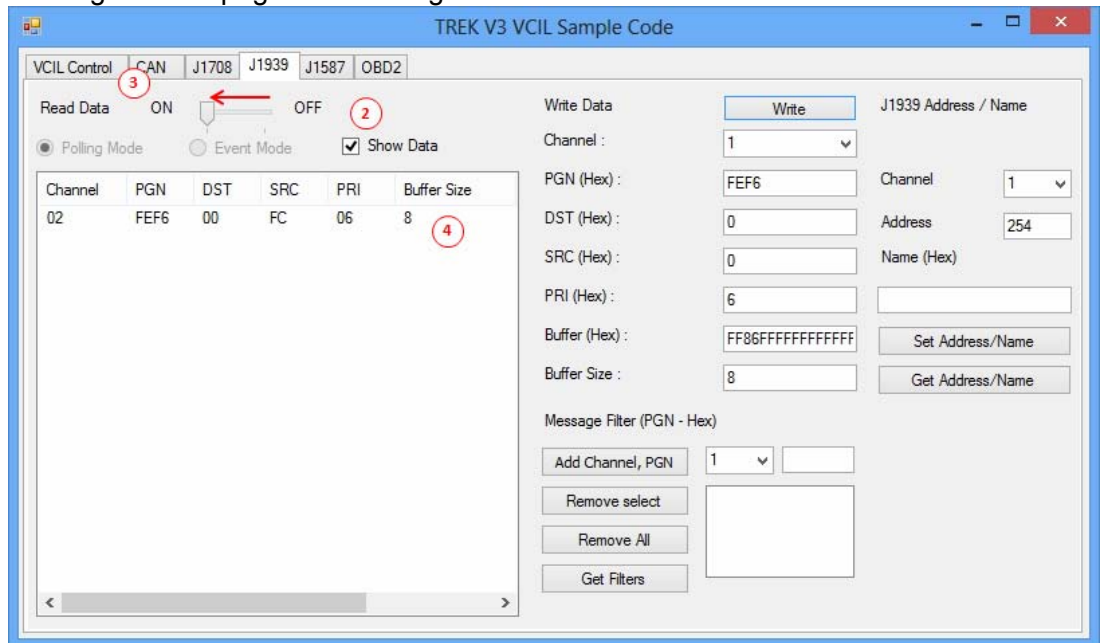 TREK V3 VCIL Sample Code
VCIL Control CAN J1708 J1939 J1587 OBD2
3
Read Data ON OFF
2
Polling Mode Event Mode Show Data
Channel PGN DST SRC PRI Buffer Size
02 FEF6 00 FC 06 8
4
Write Data Write
Channel : 1
PGN (Hex) : FEF6
DST (Hex) : 0
SRC (Hex) : 0
PRI (Hex) : 6
Buffer (Hex) : FF86FFFFFFFFFFFF
Buffer Size : 8
Message Filter (PGN - Hex)
Add Channel, PGN 1
Remove select
Remove All
Get Filters
J1939 Address / Name
Channel 1
Address 254
Name (Hex)
Set Address/Name
Get Address/Name